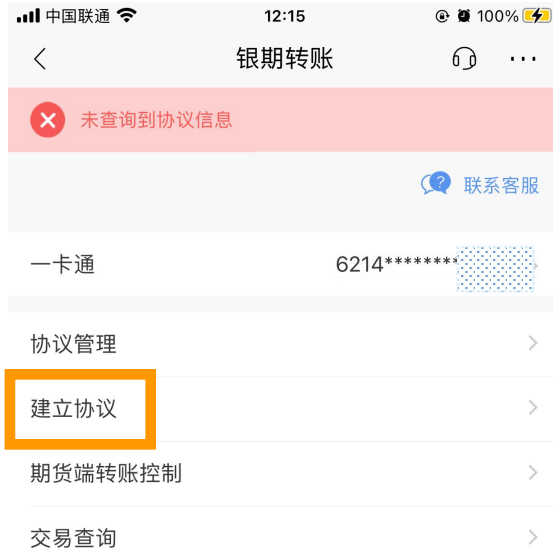 中国联通 12:15 100%
银期转账
未查询到协议信息
联系客服
一卡通 6214********
协议管理
建立协议
期货端转账控制
交易查询